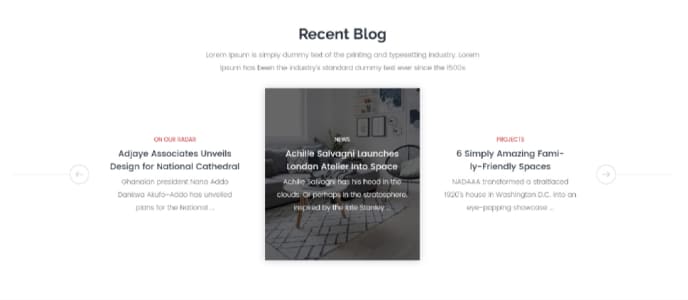 Recent Blog
Lorem Ipsum is simply dummy text of the printing and typesetting industry. Lorem
Ipsum has been the industry's standard dummy text ever since the 1500s.
ON OUR RADAR
Adjaye Associates Unveils
Design for National Cathedral
Ghanaian president Nana Addo
Dankwa Akufo-Addo has unveiled
plans for the National ...
NEWS
Achille Salvagni Launches
London Atelier into Space
Achille Salvagni has his head in the
clouds. Or perhaps in the stratosphere.
Inspired by the late Stanley ...
PROJECTS
6 Simply Amazing Fami-
ly-Friendly Spaces
NADAAA transformed a straitlaced
1920's house in Washington D.C. into an
eye-popping showcase ...